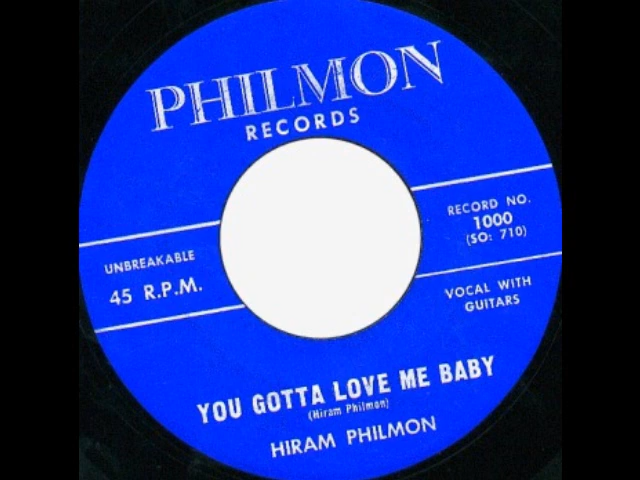 PHILMON
RECORDS
UNBREAKABLE
45 R.P.M.
RECORD NO.
1000
(SO: 710)
VOCAL WITH
GUITARS
YOU GOTTA LOVE ME BABY
(Hiram Philmon)
HIRAM PHILMON